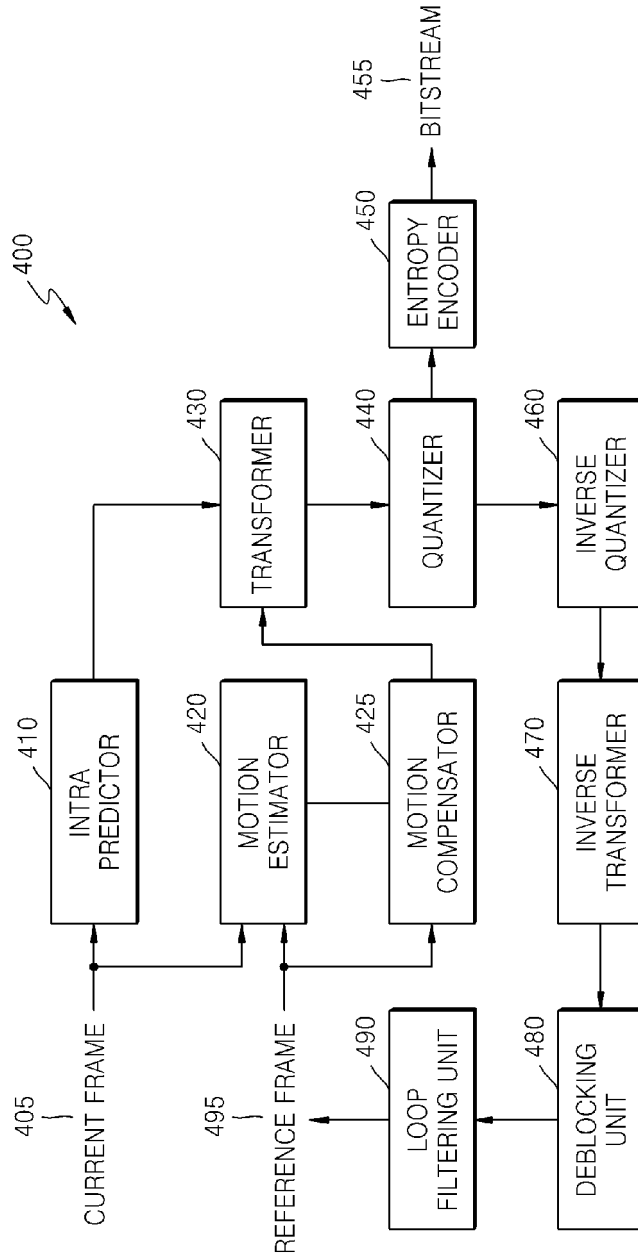 400
405
CURRENT FRAME
410
INTRA
PREDICTOR
495
REFERENCE FRAME
420
MOTION
ESTIMATOR
430
TRANSFORMER
425
MOTION
COMPENSATOR
440
QUANTIZER
450
ENTROPY
ENCODER
455
BITSTREAM
490
LOOP
FILTERING UNIT
480
DEBLOCKING
UNIT
470
INVERSE
TRANSFORMER
460
INVERSE
QUANTIZER